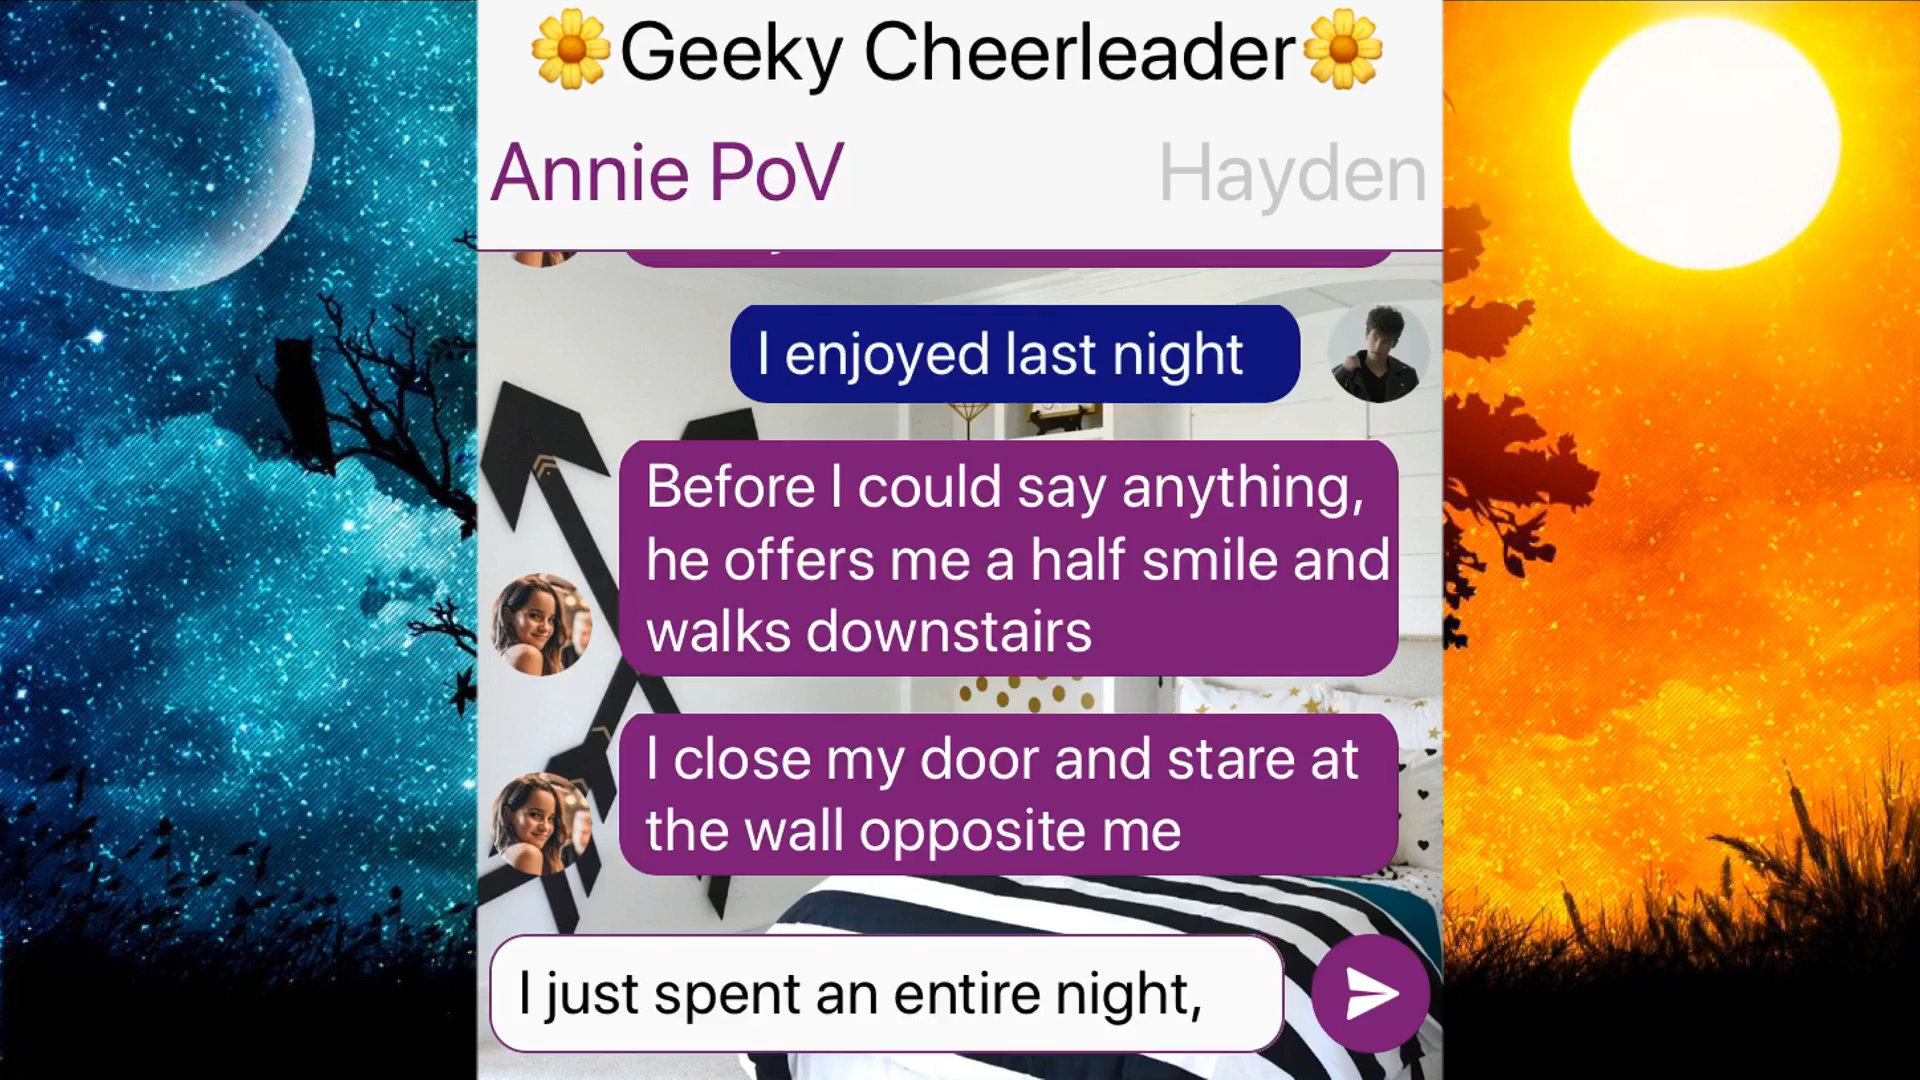 🌼Geeky Cheerleader🌼
Annie PoV
Hayden
I enjoyed last night
Before I could say anything,
he offers me a half smile and
walks downstairs
I close my door and stare at
the wall opposite me
I just spent an entire night,